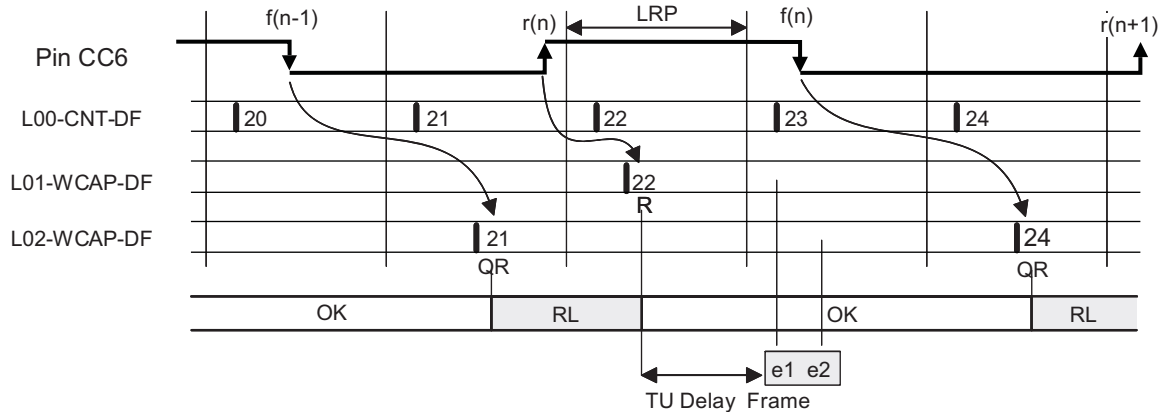 f(n-1) r(n) LRP f(n) r(n+1)
Pin CC6
L00-CNT-DF 20 21 22 23 24
L01-WCAP-DF 22
R
L02-WCAP-DF 21 24
QR QR
OK RL OK RL
e1 e2
TU Delay Frame